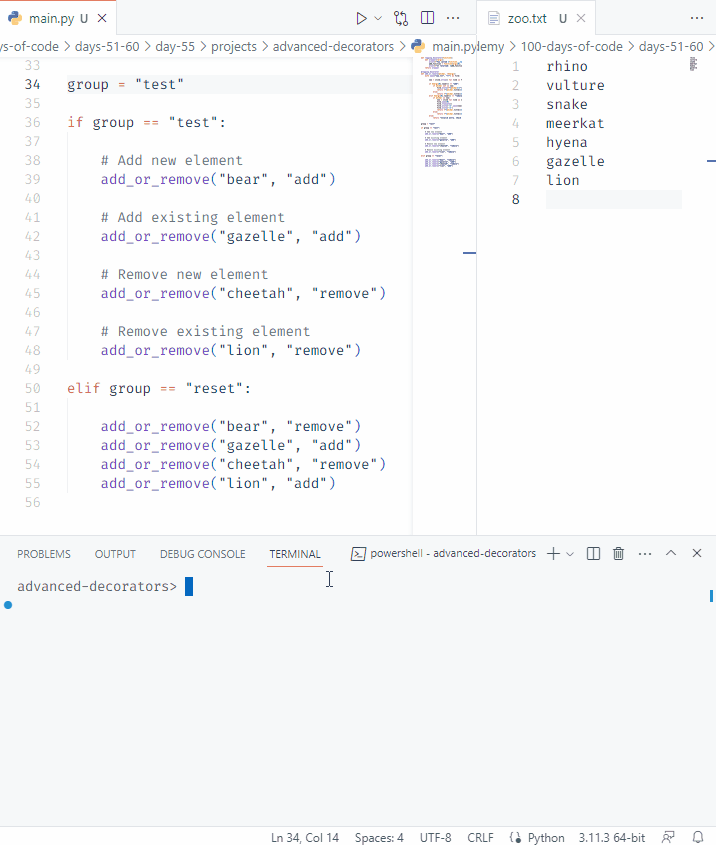 main.py U
ys-of-code > days-51-60 > day-55 > projects > advanced-decorators > main.py
33
34 group = "test"
35
36 if group == "test":
37
38 # Add new element
39 add_or_remove("bear", "add")
40
41 # Add existing element
42 add_or_remove("gazelle", "add")
43
44 # Remove new element
45 add_or_remove("cheetah", "remove")
46
47 # Remove existing element
48 add_or_remove("lion", "remove")
49
50 elif group == "reset":
51
52 add_or_remove("bear", "remove")
53 add_or_remove("gazelle", "add")
54 add_or_remove("cheetah", "remove")
55 add_or_remove("lion", "add")
56
zoo.txt U
demy > 100-days-of-code > days-51-60 >
1 rhino
2 vulture
3 snake
4 meerkat
5 hyena
6 gazelle
7 lion
8
PROBLEMS OUTPUT DEBUG CONSOLE TERMINAL powershell - advanced-decorators
advanced-decorators>
Ln 34, Col 14 Spaces: 4 UTF-8 CRLF Python 3.11.3 64-bit